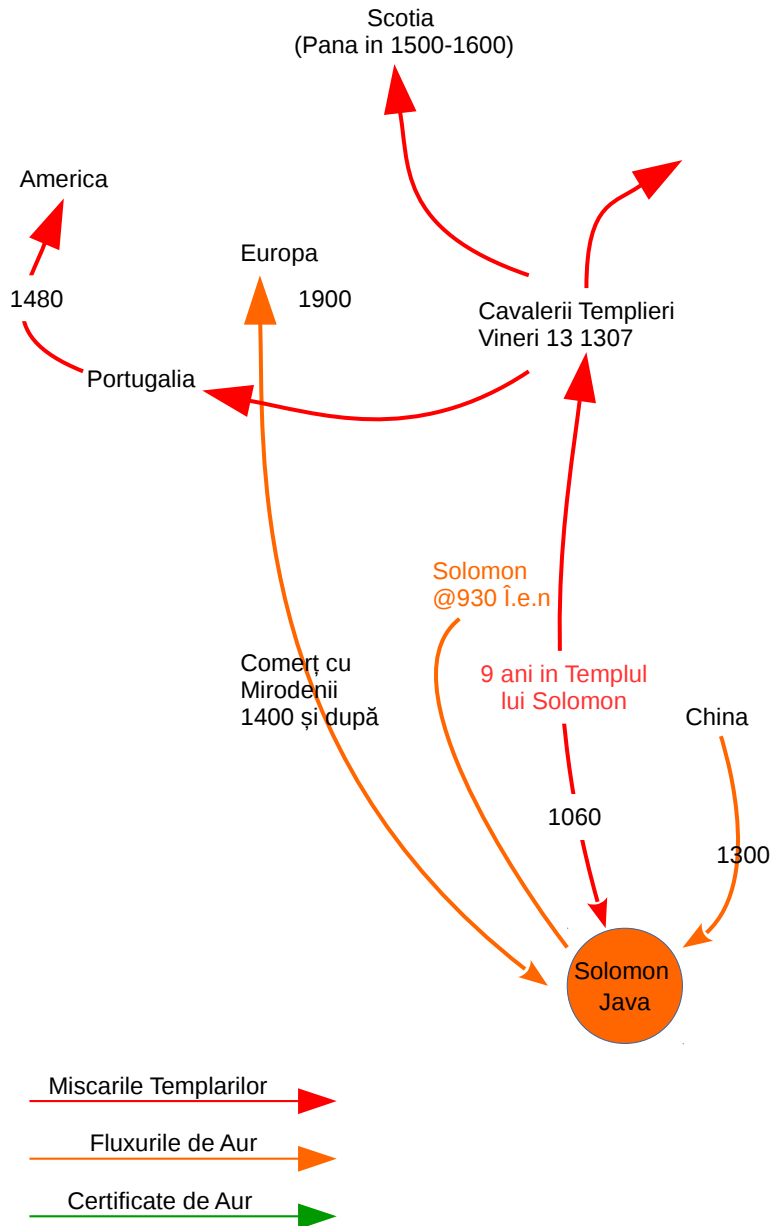 Scotia
(Pana in 1500-1600)
America
Europa
1480
1900
Cavalerii Templieri
Vineri 13 1307
Portugalia
Solomon
@930 Î.e.n
Comerț cu
Mirodenii
1400 și după
9 ani in Templul
lui Solomon
China
1060
1300
Solomon
Java
Miscarile Templarilor
Fluxurile de Aur
Certificate de Aur